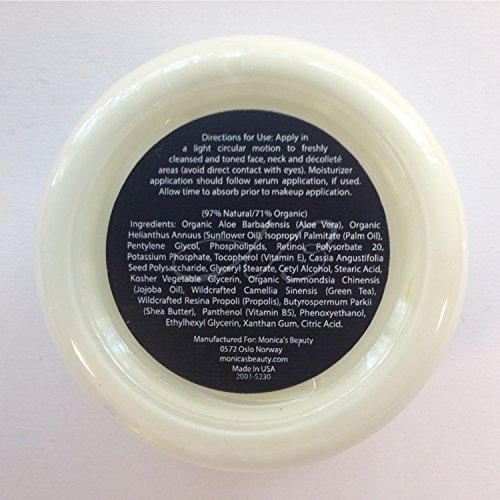 Directions for Use: Apply in
a light circular motion to freshly
cleansed and toned face, neck and décolleté
areas (avoid direct contact with eyes). Moisturizer
application should follow serum application, if used.
Allow time to absorb prior to makeup application.
(97% Natural/71% Organic)
Ingredients: Organic Aloe Barbadensis (Aloe Vera), Organic
Helianthus Annuus (Sunflower Oil), Isopropyl Palmitate (Palm Oil),
Pentylene Glycol, Phospholipids, Retinol, Polysorbate 20,
Potassium Phosphate, Tocopherol (Vitamin E), Cassia Angustifolia
Seed Polysaccharide, Glyceryl Stearate, Cetyl Alcohol, Stearic Acid,
Kosher Vegetable Glycerin, Organic Simmondsia Chinensis
(Jojoba Oil), Wildcrafted Camellia Sinensis (Green Tea),
Wildcrafted Resina Propoli (Propolis), Butyrospermum Parkii
(Shea Butter), Panthenol (Vitamin B5), Phenoxyethanol,
Ethylhexyl Glycerin, Xanthan Gum, Citric Acid,
Manufactured For: Monica's Beauty
0572 Oslo Norway
monicasbeauty.com
Made In USA
2001-5230